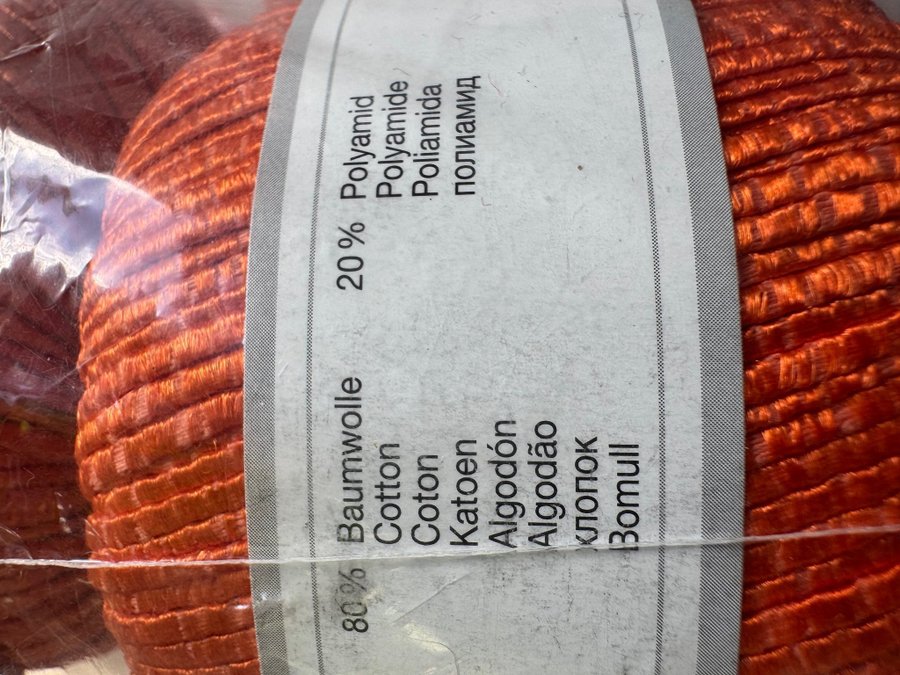 80 % Baumwolle 20 % Polyamid
Cotton Polyamide
Coton Poliamida
Katoen полиамид
Algodón
Algodão
хлопок
Bomull